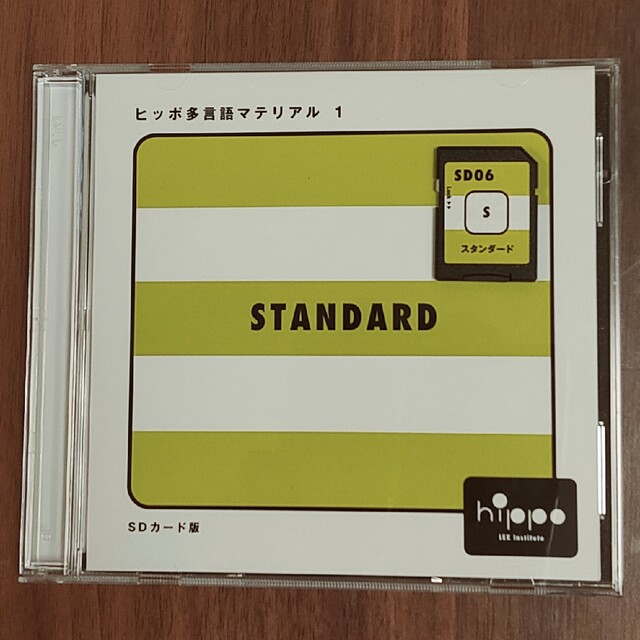 ヒッポ多言語マテリアル 1
SD06
Lock
S
スタンダード
STANDARD
SDカード版
hippo
LEX Institute